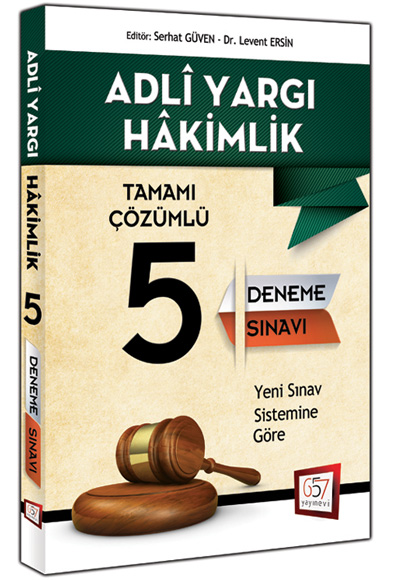 Editör: Serhat GÜVEN - Dr. Levent ERSİN
ADLÎ YARGI
HÂKİMLİK
TAMAMI
ÇÖZÜMLÜ
5
DENEME
SINAVI
Yeni Sınav
Sistemine
Göre
657
yayınevi
ADLÎ YARGI
HÂKİMLİK
5
DENEME
SINAVI